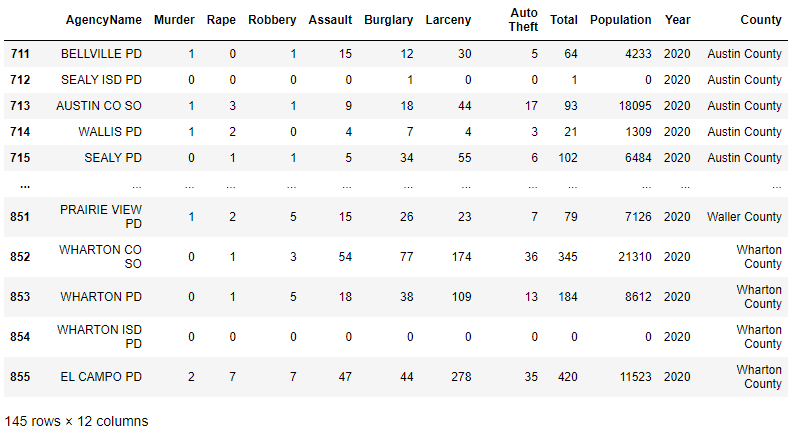 AgencyName Murder Rape Robbery Assault Burglary Larceny Auto Theft Total Population Year County
711 BELLVILLE PD 1 0 1 15 12 30 5 64 4233 2020 Austin County
712 SEALY ISD PD 0 0 0 0 1 0 0 1 0 2020 Austin County
713 AUSTIN CO SO 1 3 1 9 18 44 17 93 18095 2020 Austin County
714 WALLIS PD 1 2 0 4 7 4 3 21 1309 2020 Austin County
715 SEALY PD 0 1 1 5 34 55 6 102 6484 2020 Austin County
... ... ... ... ... ... ... ... ... ... ... ... ...
851 PRAIRIE VIEW PD 1 2 5 15 26 23 7 79 7126 2020 Waller County
852 WHARTON CO SO 0 1 3 54 77 174 36 345 21310 2020 Wharton County
853 WHARTON PD 0 1 5 18 38 109 13 184 8612 2020 Wharton County
854 WHARTON ISD PD 0 0 0 0 0 0 0 0 0 2020 Wharton County
855 EL CAMPO PD 2 7 7 47 44 278 35 420 11523 2020 Wharton County
145 rows × 12 columns